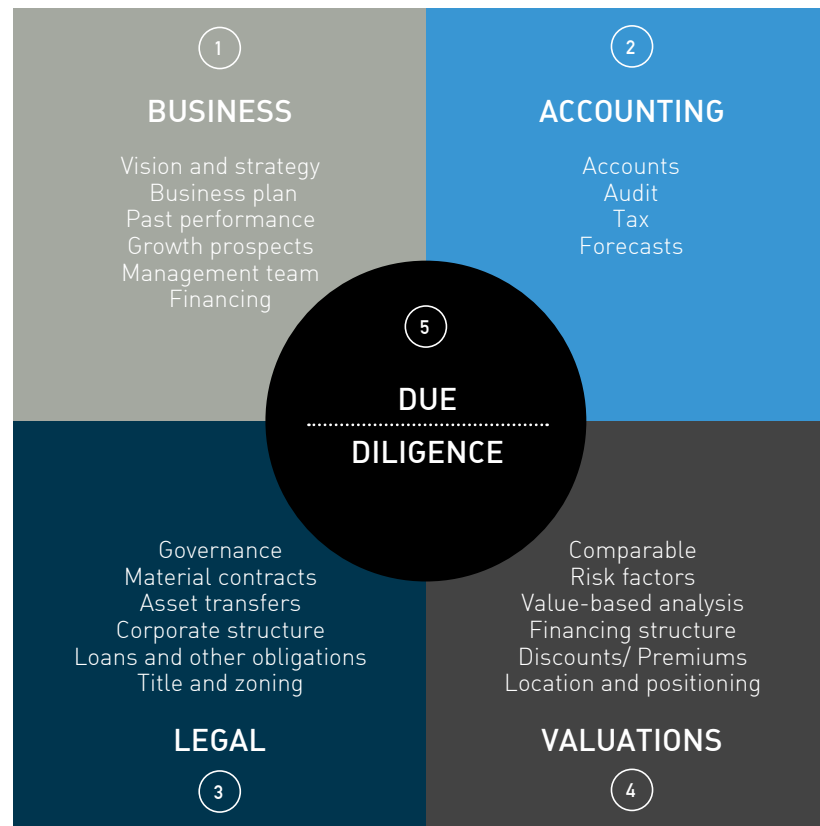 1
BUSINESS
Vision and strategy
Business plan
Past performance
Growth prospects
Management team
Financing
2
ACCOUNTING
Accounts
Audit
Tax
Forecasts
5
DUE
DILIGENCE
Governance
Material contracts
Asset transfers
Corporate structure
Loans and other obligations
Title and zoning
LEGAL
3
Comparable
Risk factors
Value-based analysis
Financing structure
Discounts/ Premiums
Location and positioning
VALUATIONS
4